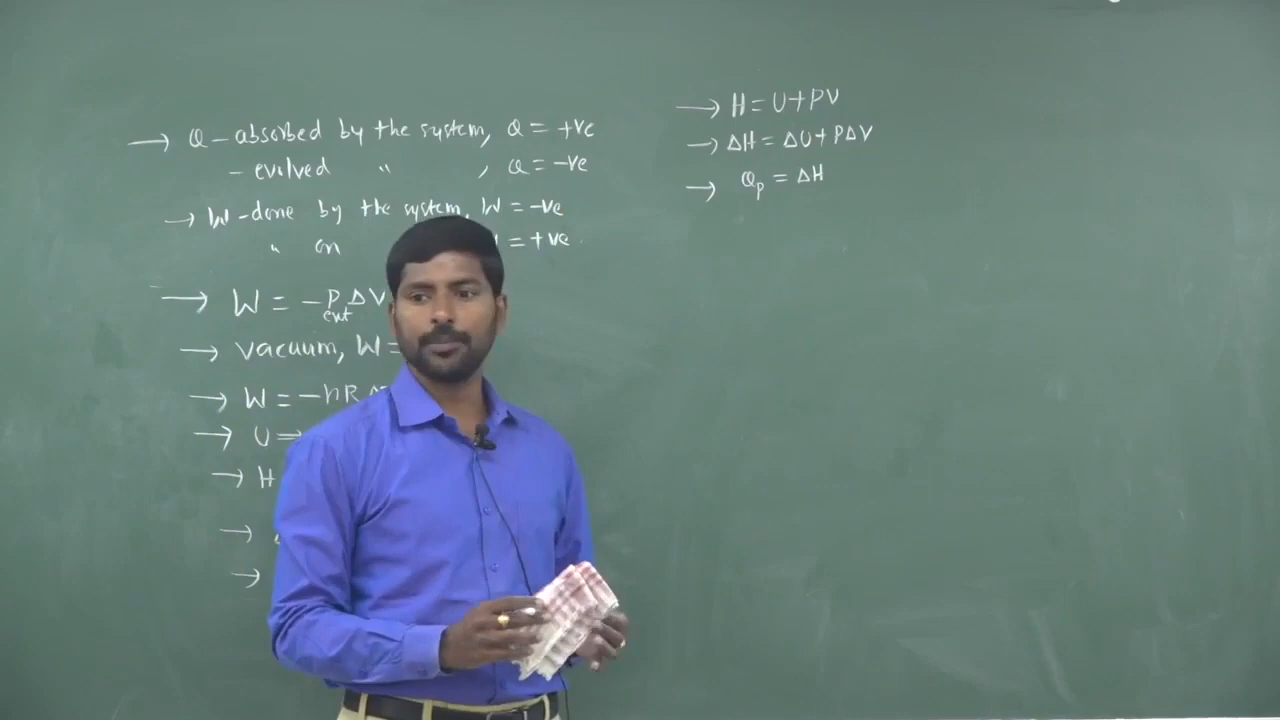 → Q - absorbed by the system, Q = +ve
- evolved " , Q = -ve
→ W - done by the system, W = -ve
" on = +ve
→ W = - P ext ΔV
→ vacuum, W =
→ W = - nR
→ U ⇒
→ H
→
→
→ H = U + PV
→ ΔH = ΔU + PΔV
→ Qp = ΔH